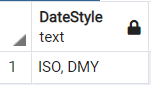 DateStyle
text
1
ISO, DMY